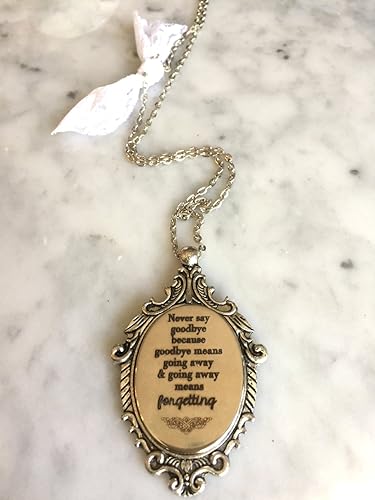 Never say
goodbye
because
goodbye means
going away
& going away
means
forgetting